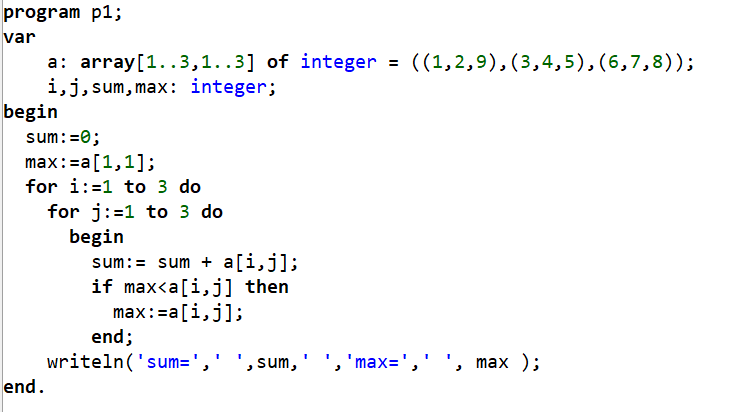 program p1;
var
    a: array[1..3,1..3] of integer = ((1,2,9),(3,4,5),(6,7,8));
    i,j,sum,max: integer;
begin
  sum:=0;
  max:=a[1,1];
  for i:=1 to 3 do
    for j:=1 to 3 do
      begin
        sum:= sum + a[i,j];
        if max<a[i,j] then
          max:=a[i,j];
        end;
    writeln('sum=',' ',sum,' ','max=',' ', max );
end.